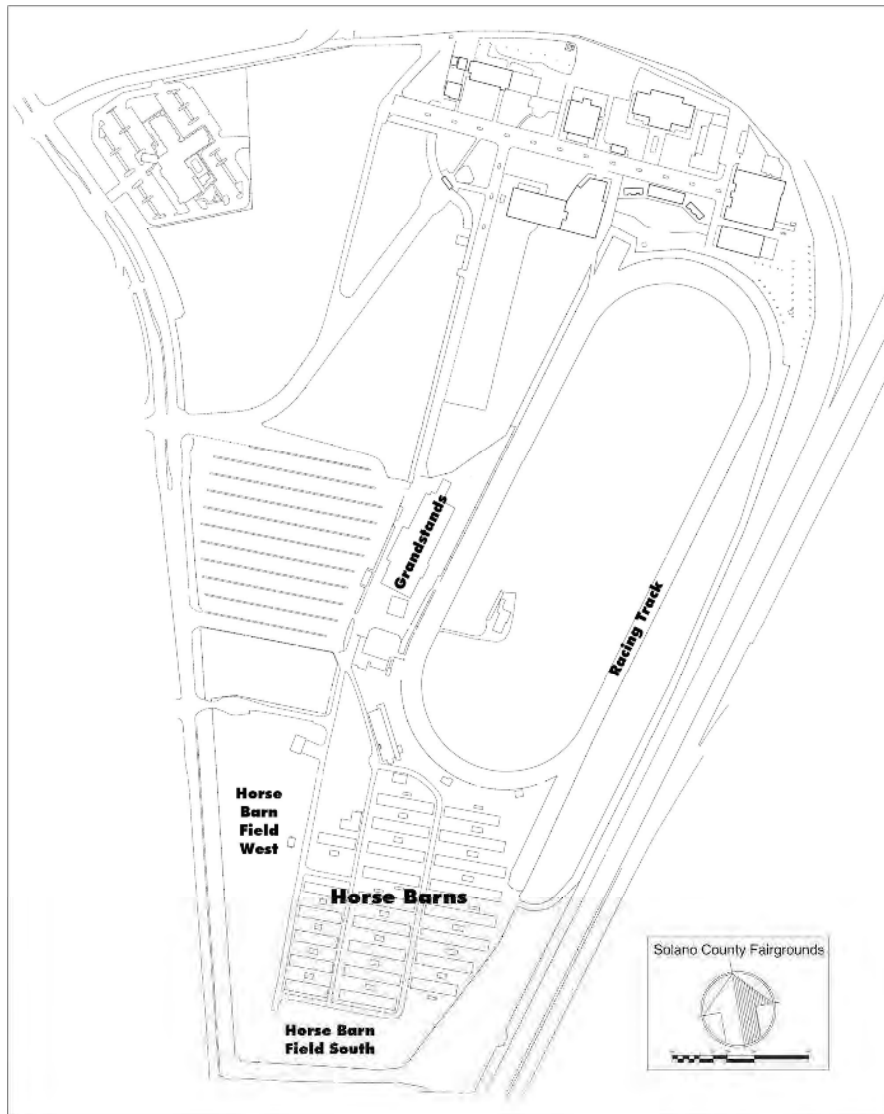 Grandstands
Racing Track
Horse
Barn
Field
West
Horse Barns
Horse Barn
Field South
Solano County Fairgrounds